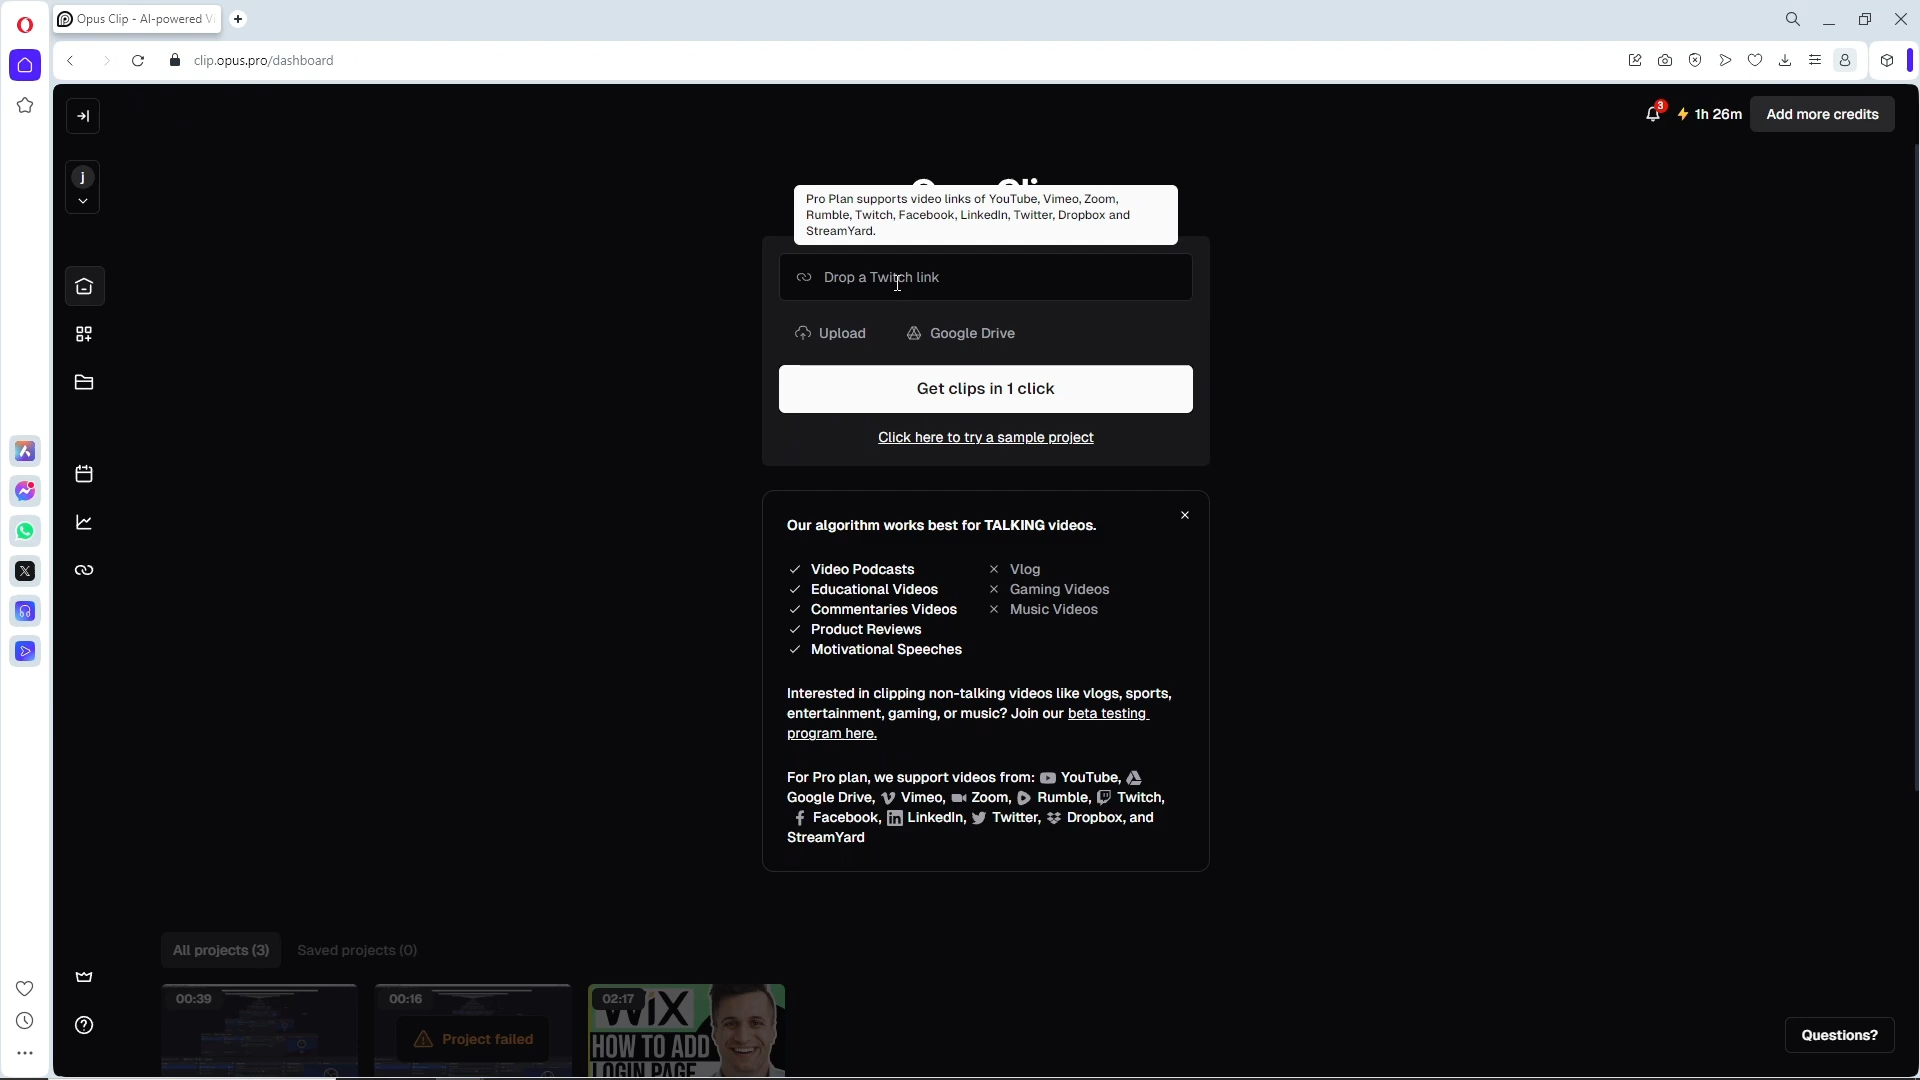 Opus Clip - AI-powered Vi
clip.opus.pro/dashboard
3
1h 26m
Add more credits
j
Pro Plan supports video links of YouTube, Vimeo, Zoom,
Rumble, Twitch, Facebook, LinkedIn, Twitter, Dropbox and
StreamYard.
Drop a Twitch link
Upload
Google Drive
Get clips in 1 click
Click here to try a sample project
Our algorithm works best for TALKING videos.
Video Podcasts
Educational Videos
Commentaries Videos
Product Reviews
Motivational Speeches
Vlog
Gaming Videos
Music Videos
Interested in clipping non-talking videos like vlogs, sports,
entertainment, gaming, or music? Join our beta testing
program here.
For Pro plan, we support videos from: YouTube,
Google Drive, Vimeo, Zoom, Rumble, Twitch,
Facebook, LinkedIn, Twitter, Dropbox, and
StreamYard
All projects (3)
Saved projects (0)
00:39
00:16
Project failed
02:17
WIX
HOW TO ADD
LOGIN PAGE
Questions?